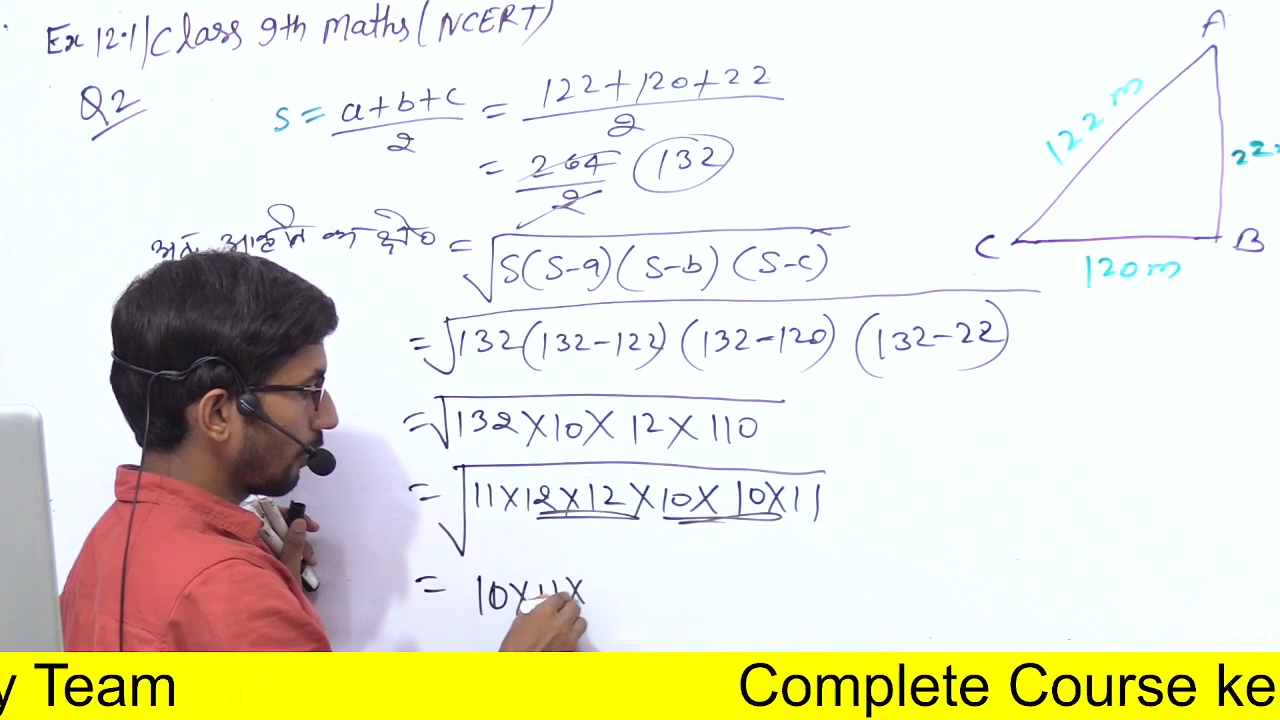 Ex 12.1 | Class 9th Maths (NCERT)
Q2
S = a+b+c/2 = 122+120+22/2
= 264/2 (132)
= √S(S-a)(S-b)(S-c)
= √132(132-122)(132-120)(132-22)
= √132×10×12×110
= √11×12×12×10×10×11
= 10×11×
A
122 m
22
C
B
120m
y Team
Complete Course ke